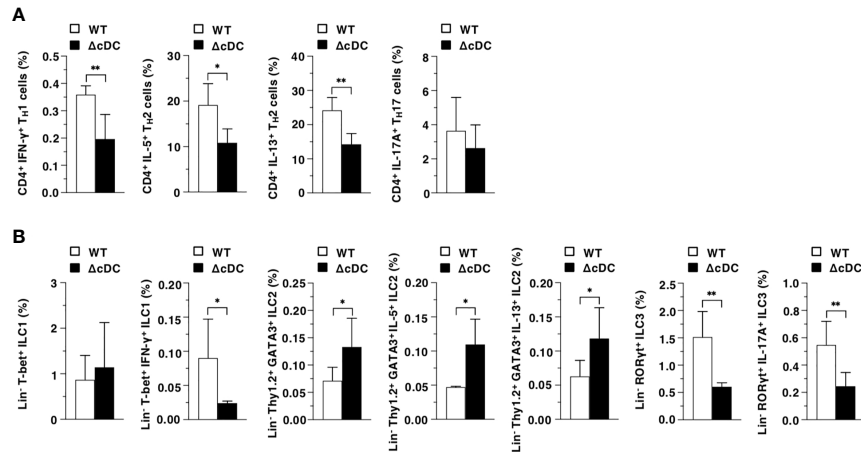 A
WT
ΔcDC
CD4⁺ IFN-γ⁺ T_H1 cells (%)
0.5
0.4
0.3
0.2
0.1
0.0
**
WT
ΔcDC
CD4⁺ IL-5⁺ T_H2 cells (%)
30
20
10
0
*
WT
ΔcDC
CD4⁺ IL-13⁺ T_H2 cells (%)
40
30
20
10
0
**
WT
ΔcDC
CD4⁺ IL-17A⁺ T_H17 cells (%)
8
6
4
2
0
B
WT
ΔcDC
Lin⁻ T-bet⁺ ILC1 (%)
3
2
1
0
WT
ΔcDC
Lin⁻ T-bet⁺ IFN-γ⁺ ILC1 (%)
0.20
0.15
0.10
0.05
0.00
*
WT
ΔcDC
Lin⁻ Thy1.2⁺ GATA3⁺ ILC2 (%)
0.25
0.20
0.15
0.10
0.05
0.00
*
WT
ΔcDC
Lin⁻ Thy1.2⁺ GATA3⁺ IL-5⁺ ILC2 (%)
0.20
0.15
0.10
0.05
0.00
*
WT
ΔcDC
Lin⁻ Thy1.2⁺ GATA3⁺ IL-13⁺ ILC2 (%)
0.20
0.15
0.10
0.05
0.00
*
WT
ΔcDC
Lin⁻ RORγt⁺ ILC3 (%)
2.5
2.0
1.5
1.0
0.5
0.0
**
WT
ΔcDC
Lin⁻ RORγt⁺ IL-17A⁺ ILC3 (%)
1.0
0.8
0.6
0.4
0.2
0.0
**